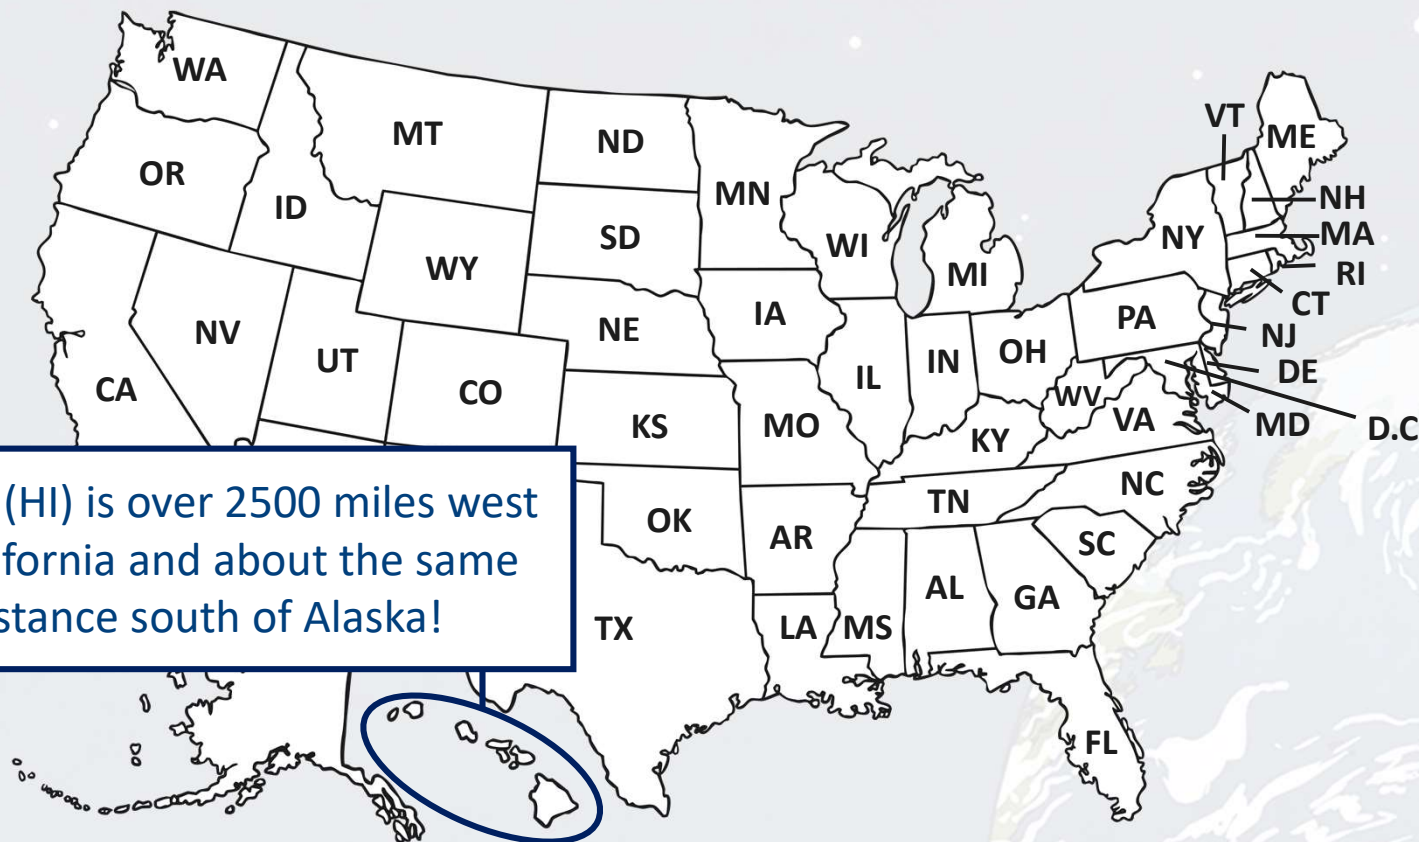 WA
MT
ND
VT
ME
OR
MN
ID
NH
SD
WI
NY
MA
WY
MI
RI
CT
IA
PA
NV
NE
NJ
UT
OH
IN
DE
CA
CO
IL
WV
KS
MO
VA
MD
D.C
KY
NC
TN
(HI) is over 2500 miles west
OK
AR
SC
ifornia and about the same
AL
GA
stance south of Alaska!
TX
LA
MS
FL